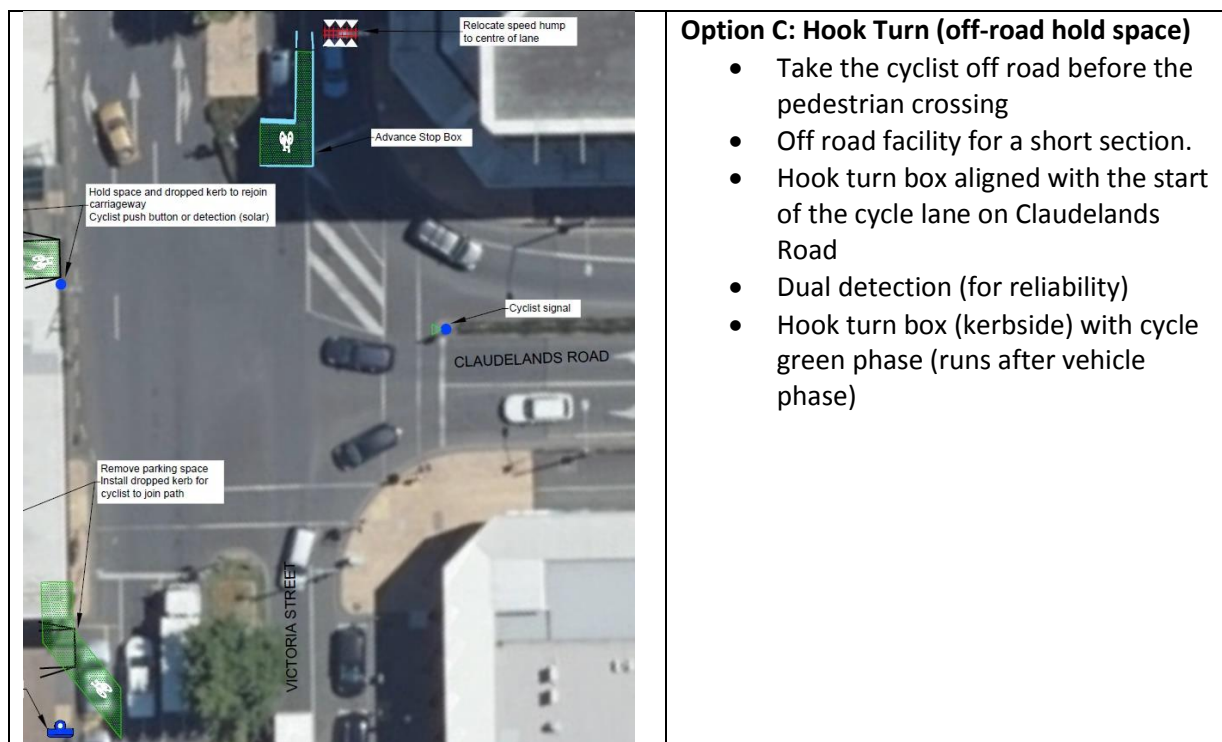 Relocate speed hump
to centre of lane
Advance Stop Box
Hold space and dropped kerb to rejoin
carriageway
Cyclist push button or detection (solar)
Cyclist signal
CLAUDELANDS ROAD
Remove parking space
Install dropped kerb for
cyclist to join path
VICTORIA STREET
Option C: Hook Turn (off-road hold space)
• Take the cyclist off road before the
pedestrian crossing
• Off road facility for a short section.
• Hook turn box aligned with the start
of the cycle lane on Claudelands
Road
• Dual detection (for reliability)
• Hook turn box (kerbside) with cycle
green phase (runs after vehicle
phase)